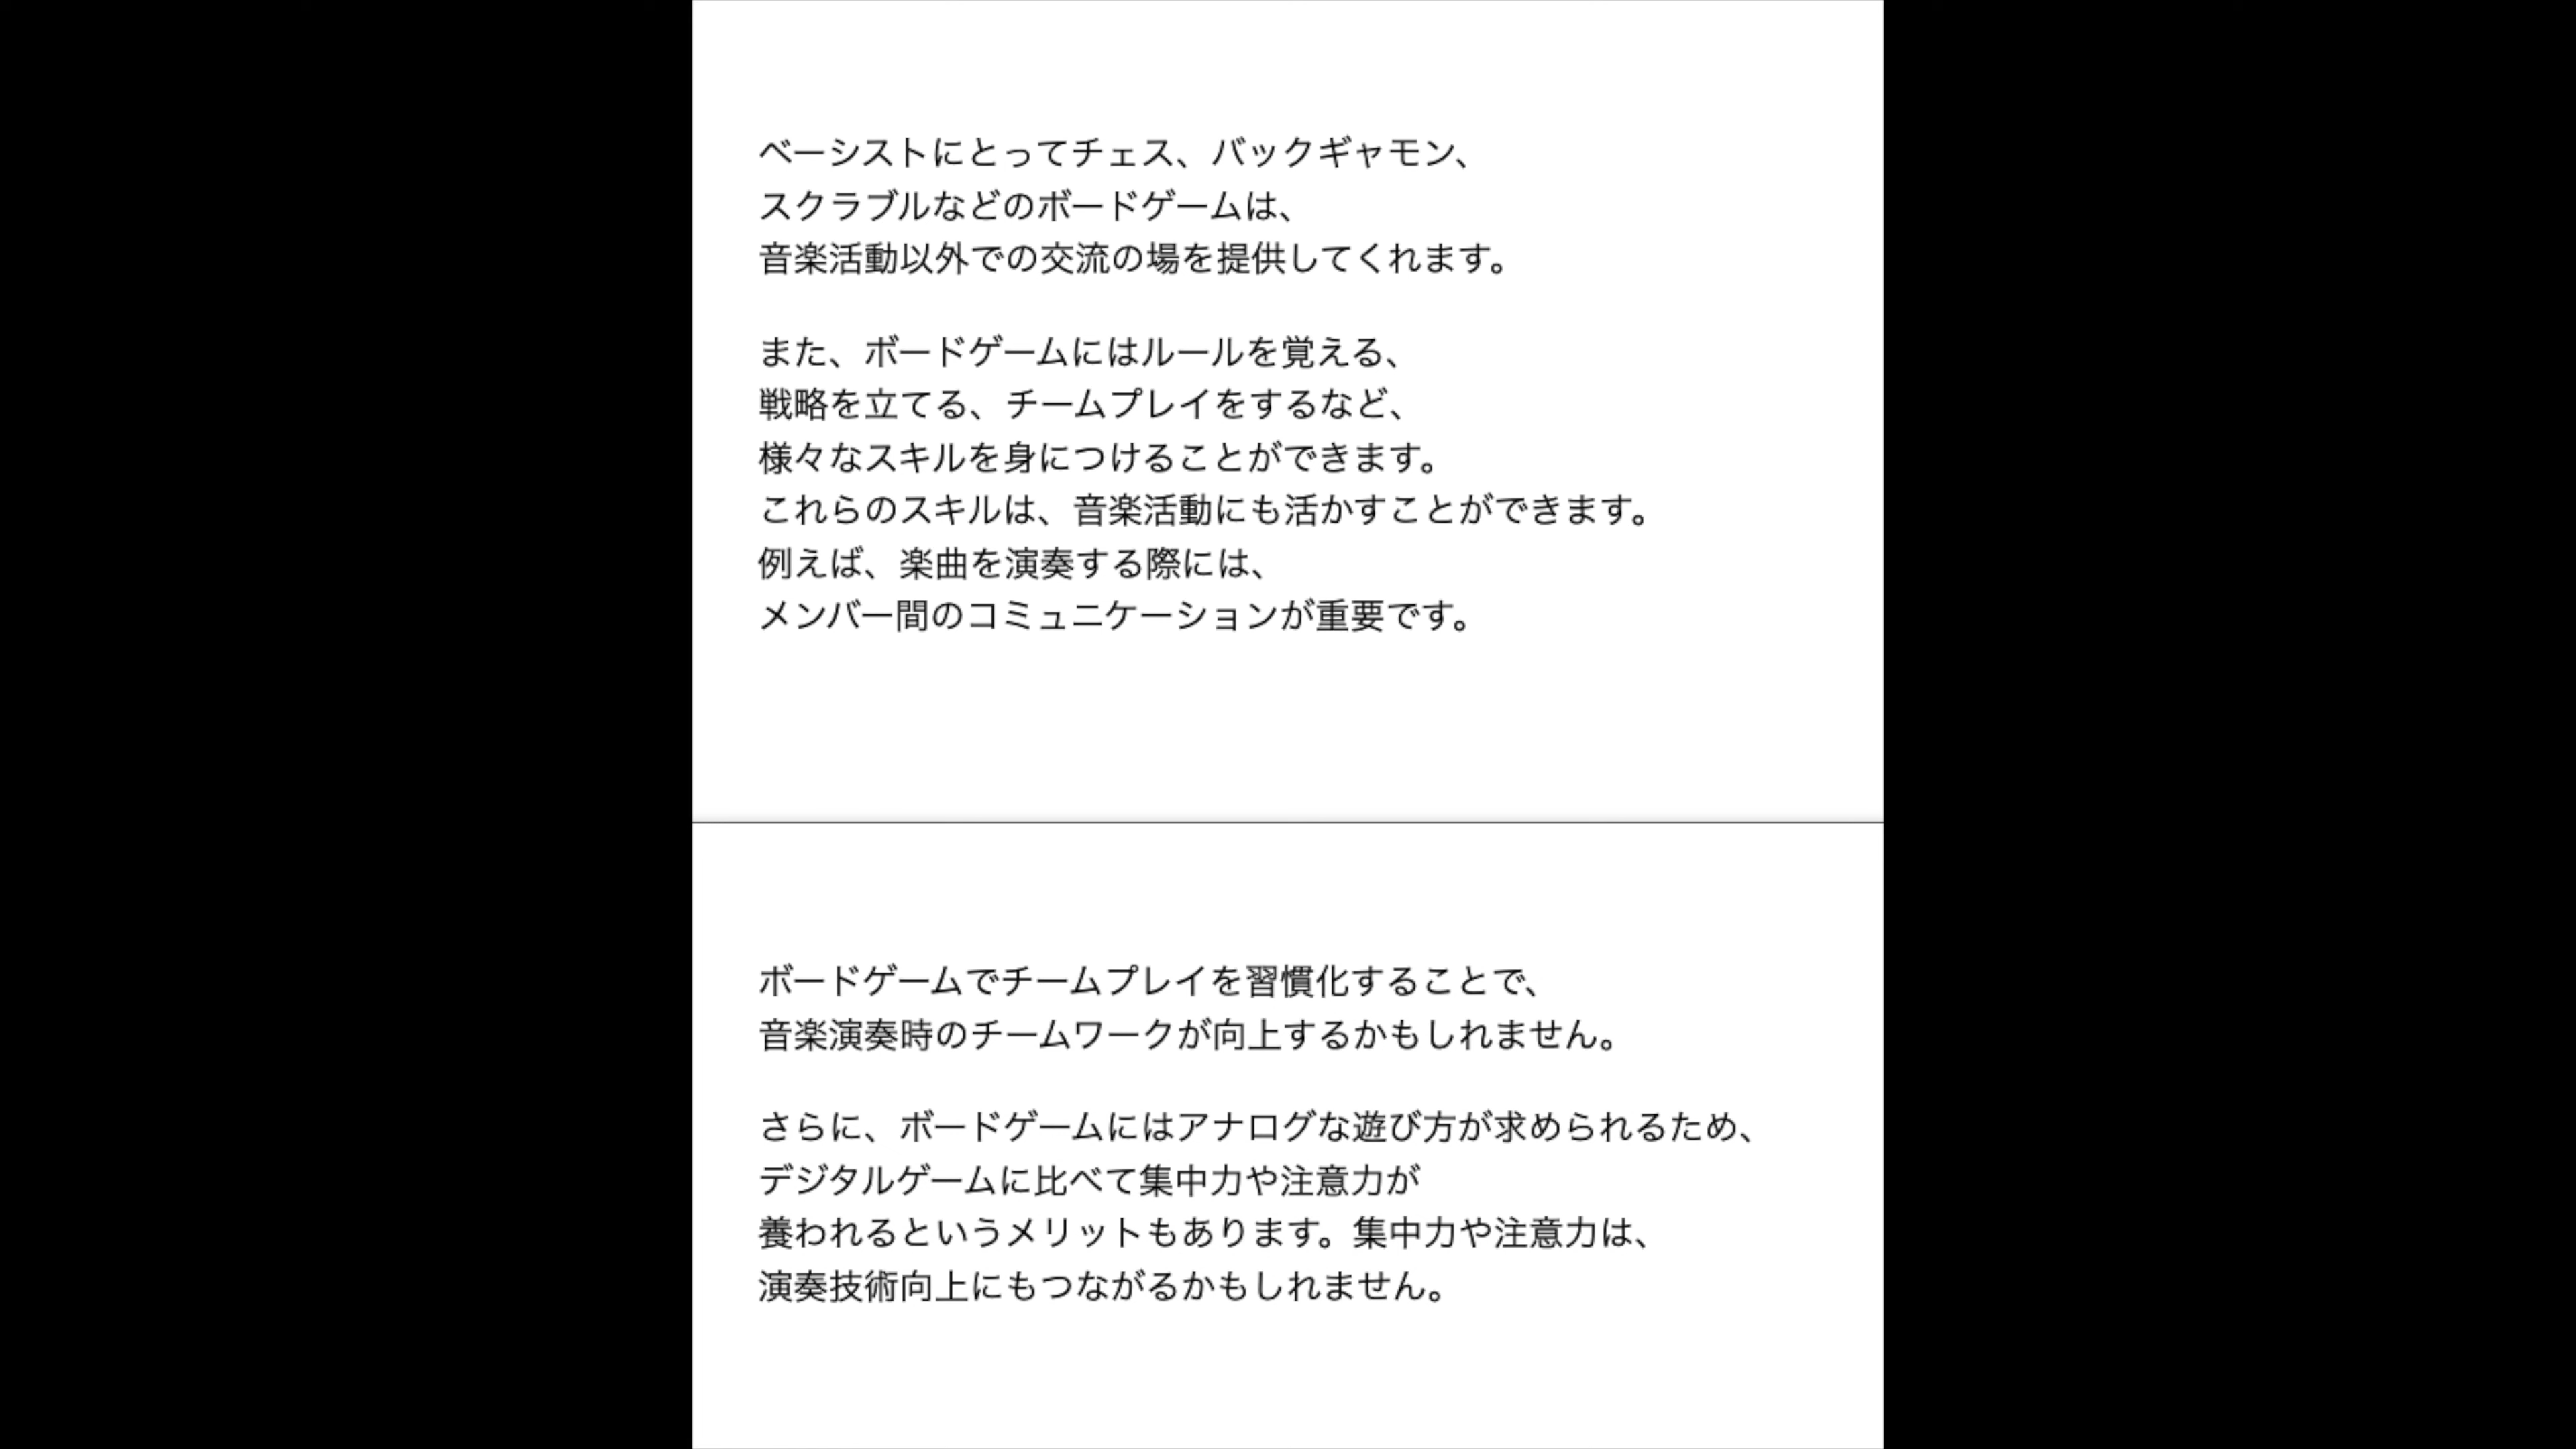 ベーシストにとってチェス、バックギャモン、
スクラブルなどのボードゲームは、
音楽活動以外での交流の場を提供してくれます。
また、ボードゲームにはルールを覚える、
戦略を立てる、チームプレイをするなど、
様々なスキルを身につけることができます。
これらのスキルは、音楽活動にも活かすことができます。
例えば、楽曲を演奏する際には、
メンバー間のコミュニケーションが重要です。
ボードゲームでチームプレイを習慣化することで、
音楽演奏時のチームワークが向上するかもしれません。
さらに、ボードゲームにはアナログな遊び方が求められるため、
デジタルゲームに比べて集中力や注意力が
養われるというメリットもあります。集中力や注意力は、
演奏技術向上にもつながるかもしれません。